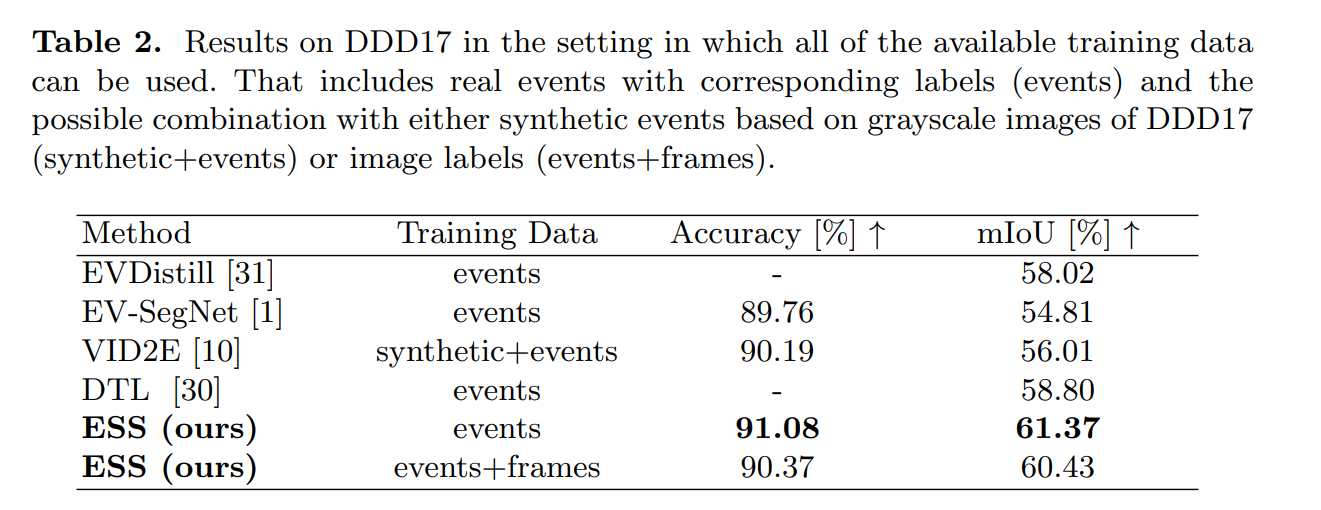 Table 2. Results on DDD17 in the setting in which all of the available training data
can be used. That includes real events with corresponding labels (events) and the
possible combination with either synthetic events based on grayscale images of DDD17
(synthetic+events) or image labels (events+frames).
Method Training Data Accuracy [%] ↑ mIoU [%] ↑
EVDistill [31] events - 58.02
EV-SegNet [1] events 89.76 54.81
VID2E [10] synthetic+events 90.19 56.01
DTL [30] events - 58.80
ESS (ours) events 91.08 61.37
ESS (ours) events+frames 90.37 60.43